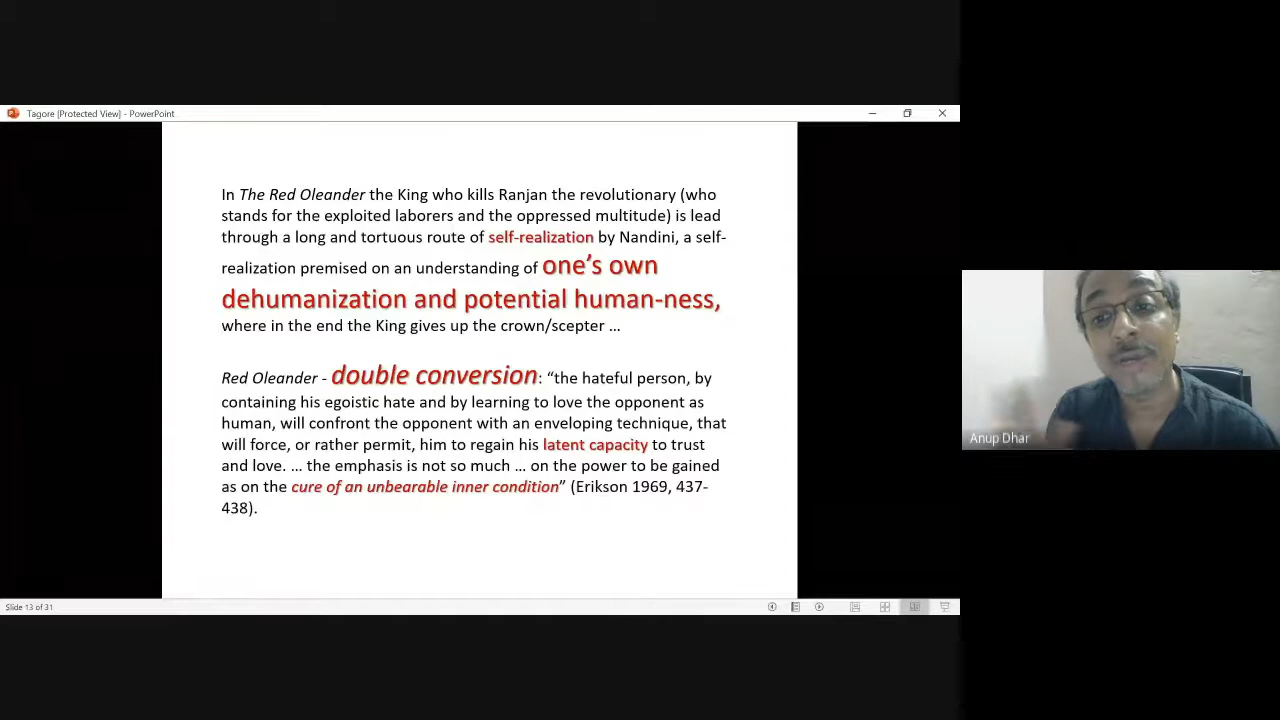 Tagore [Protected View] - PowerPoint
In The Red Oleander the King who kills Ranjan the revolutionary (who
stands for the exploited laborers and the oppressed multitude) is lead
through a long and tortuous route of self-realization by Nandini, a self-
realization premised on an understanding of one's own
dehumanization and potential human-ness,
where in the end the King gives up the crown/scepter ...
Red Oleander - double conversion: “the hateful person, by
containing his egoistic hate and by learning to love the opponent as
human, will confront the opponent with an enveloping technique, that
will force, or rather permit, him to regain his latent capacity to trust
and love. ... the emphasis is not so much ... on the power to be gained
as on the cure of an unbearable inner condition” (Erikson 1969, 437-
438).
Anup Dhar
Slide 13 of 31